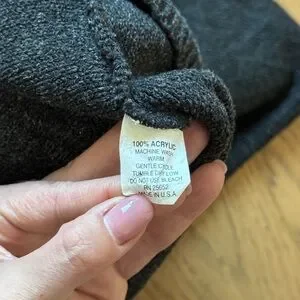 100% ACRYLIC
MACHINE WASH
WARM
GENTLE CYCLE
TUMBLE DRY LOW
DO NOT USE BLEACH
RN 25652
MADE IN U.S.A.